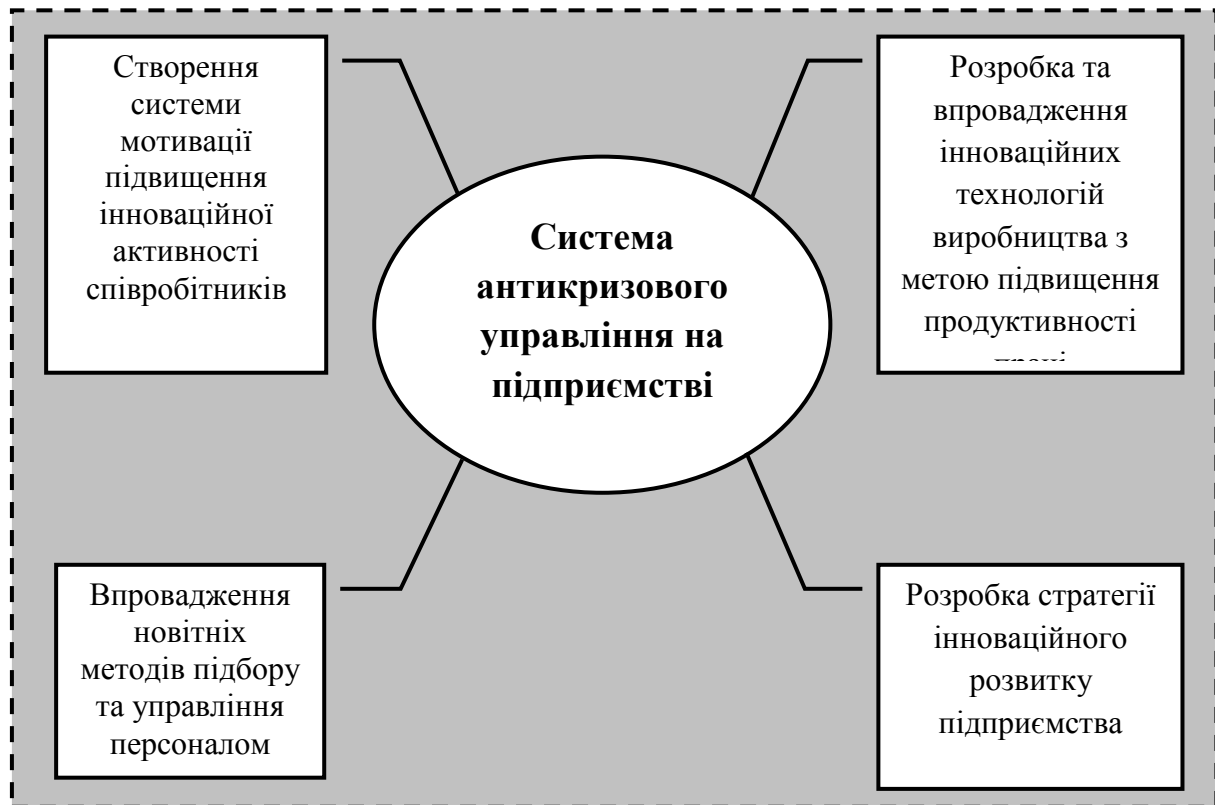 Створення
системи
мотивації
підвищення
інноваційної
активності
співробітників
Розробка та
впровадження
інноваційних
технологій
виробництва з
метою підвищення
продуктивності
Система
антикризового
управління на
підприємстві
Впровадження
новітніх
методів підбору
та управління
персоналом
Розробка стратегії
інноваційного
розвитку
підприємства